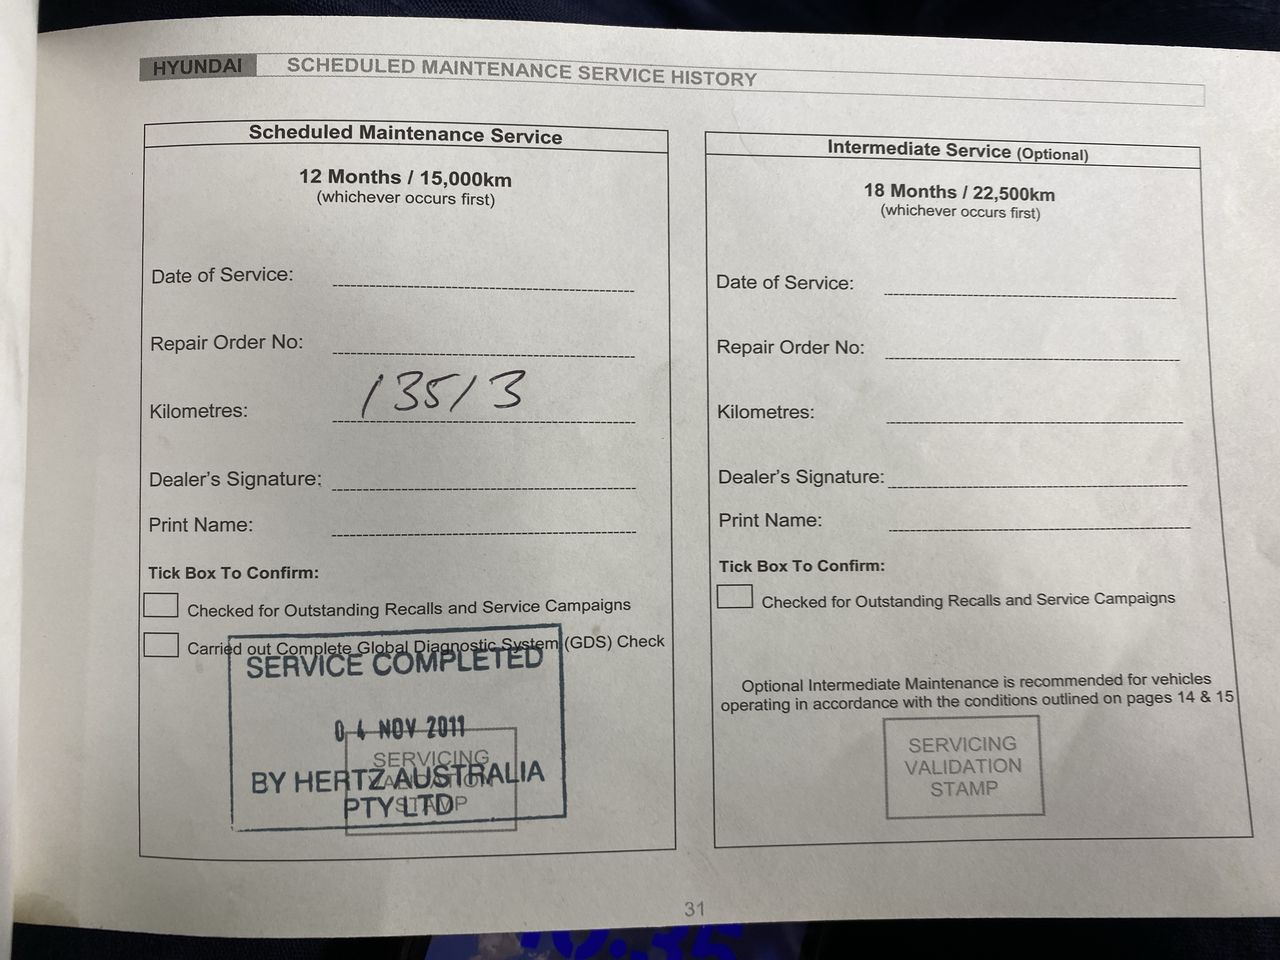 HYUNDAI SCHEDULED MAINTENANCE SERVICE HISTORY
Scheduled Maintenance Service
12 Months / 15,000km
(whichever occurs first)
Date of Service:
Repair Order No:
Kilometres: 13513
Dealer's Signature:
Print Name:
Tick Box To Confirm:
Checked for Outstanding Recalls and Service Campaigns
Carried out Complete Global Diagnostic System (GDS) Check
SERVICE COMPLETED
04 NOV 2011
BY HERTZ AUSTRALIA
PTY LTD
SERVICING
VALIDATION
STAMP
Intermediate Service (Optional)
18 Months / 22,500km
(whichever occurs first)
Date of Service:
Repair Order No:
Kilometres:
Dealer's Signature:
Print Name:
Tick Box To Confirm:
Checked for Outstanding Recalls and Service Campaigns
Optional Intermediate Maintenance is recommended for vehicles
operating in accordance with the conditions outlined on pages 14 & 15
SERVICING
VALIDATION
STAMP
31